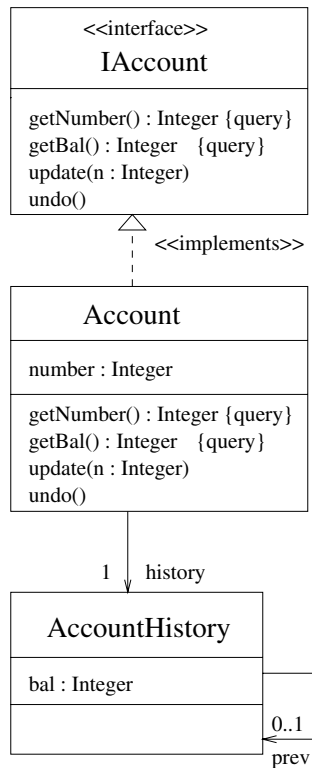 <<interface>>
IAccount
getNumber() : Integer {query}
getBal() : Integer {query}
update(n : Integer)
undo()
<<implements>>
Account
number : Integer
getNumber() : Integer {query}
getBal() : Integer {query}
update(n : Integer)
undo()
1 history
AccountHistory
bal : Integer
0..1
prev